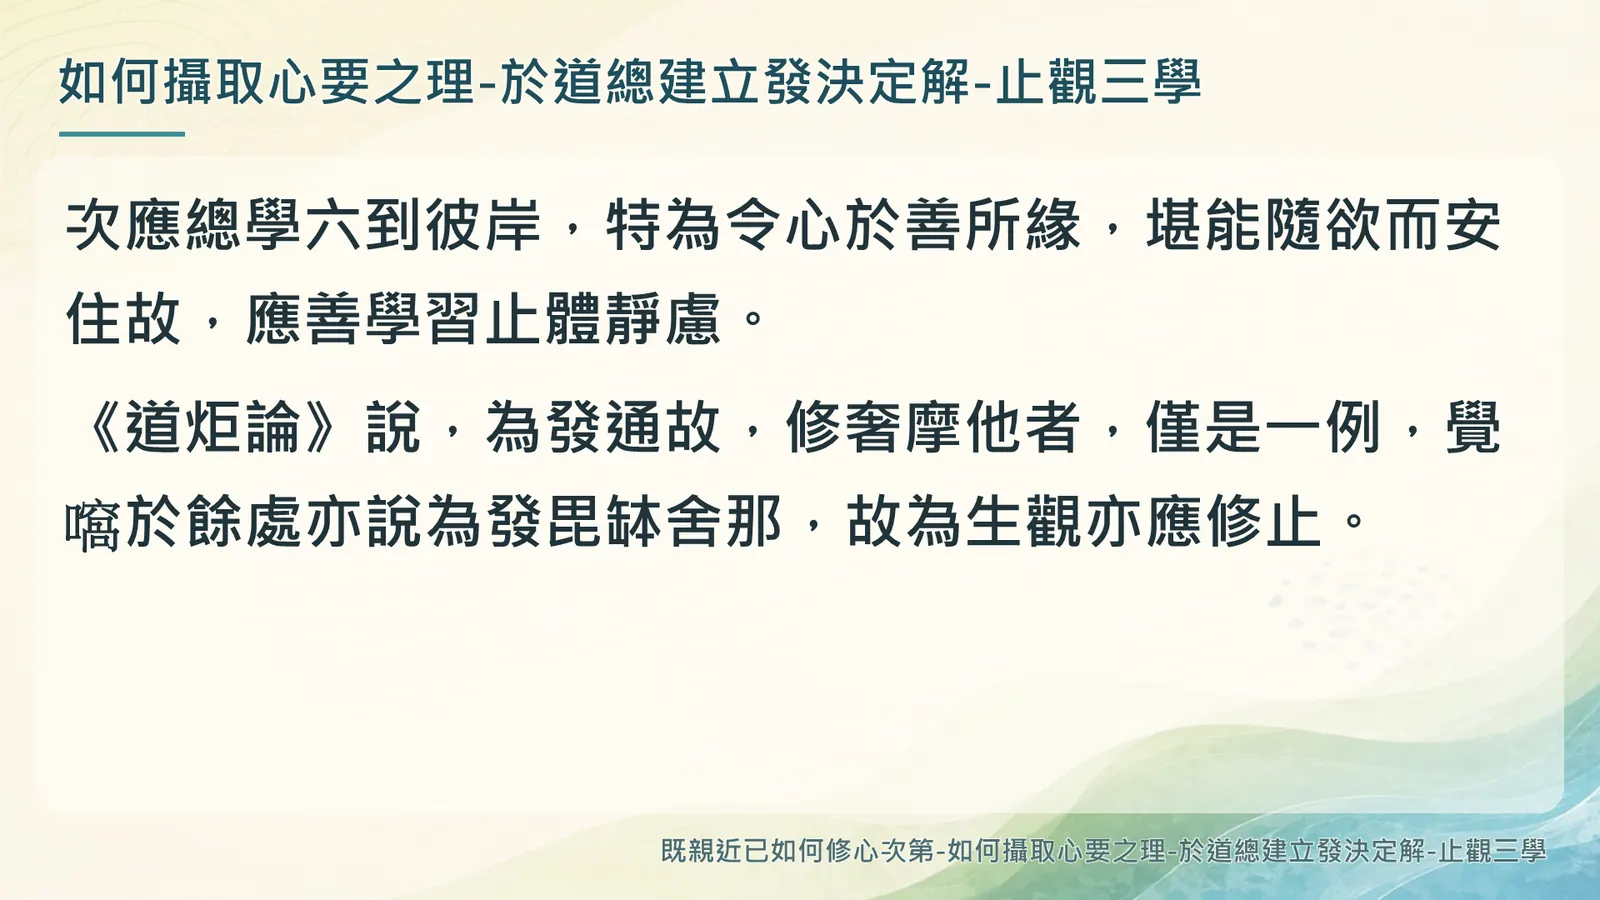 如何攝取心要之理-於道總建立發決定解-止觀三學
次應總學六到彼岸，特為令心於善所緣，堪能隨欲而安
住故，應善學習止體靜慮。
《道炬論》說，為發通故，修奢摩他者，僅是一例，覺
嚆於餘處亦說為發毘缽舍那，故為生觀亦應修止。
既親近已如何修心次第-如何攝取心要之理-於道總建立發決定解-止觀三學